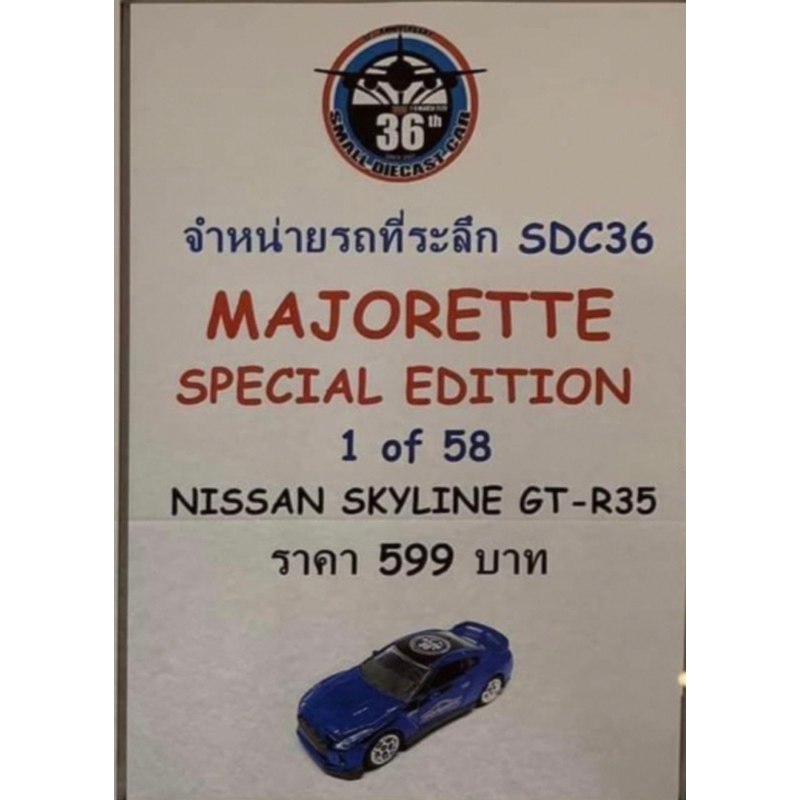 36th
SMALL DIECAST CAR
จำหน่ายรถที่ระลึก SDC36
MAJORETTE
SPECIAL EDITION
1 of 58
NISSAN SKYLINE GT-R35
ราคา 599 บาท